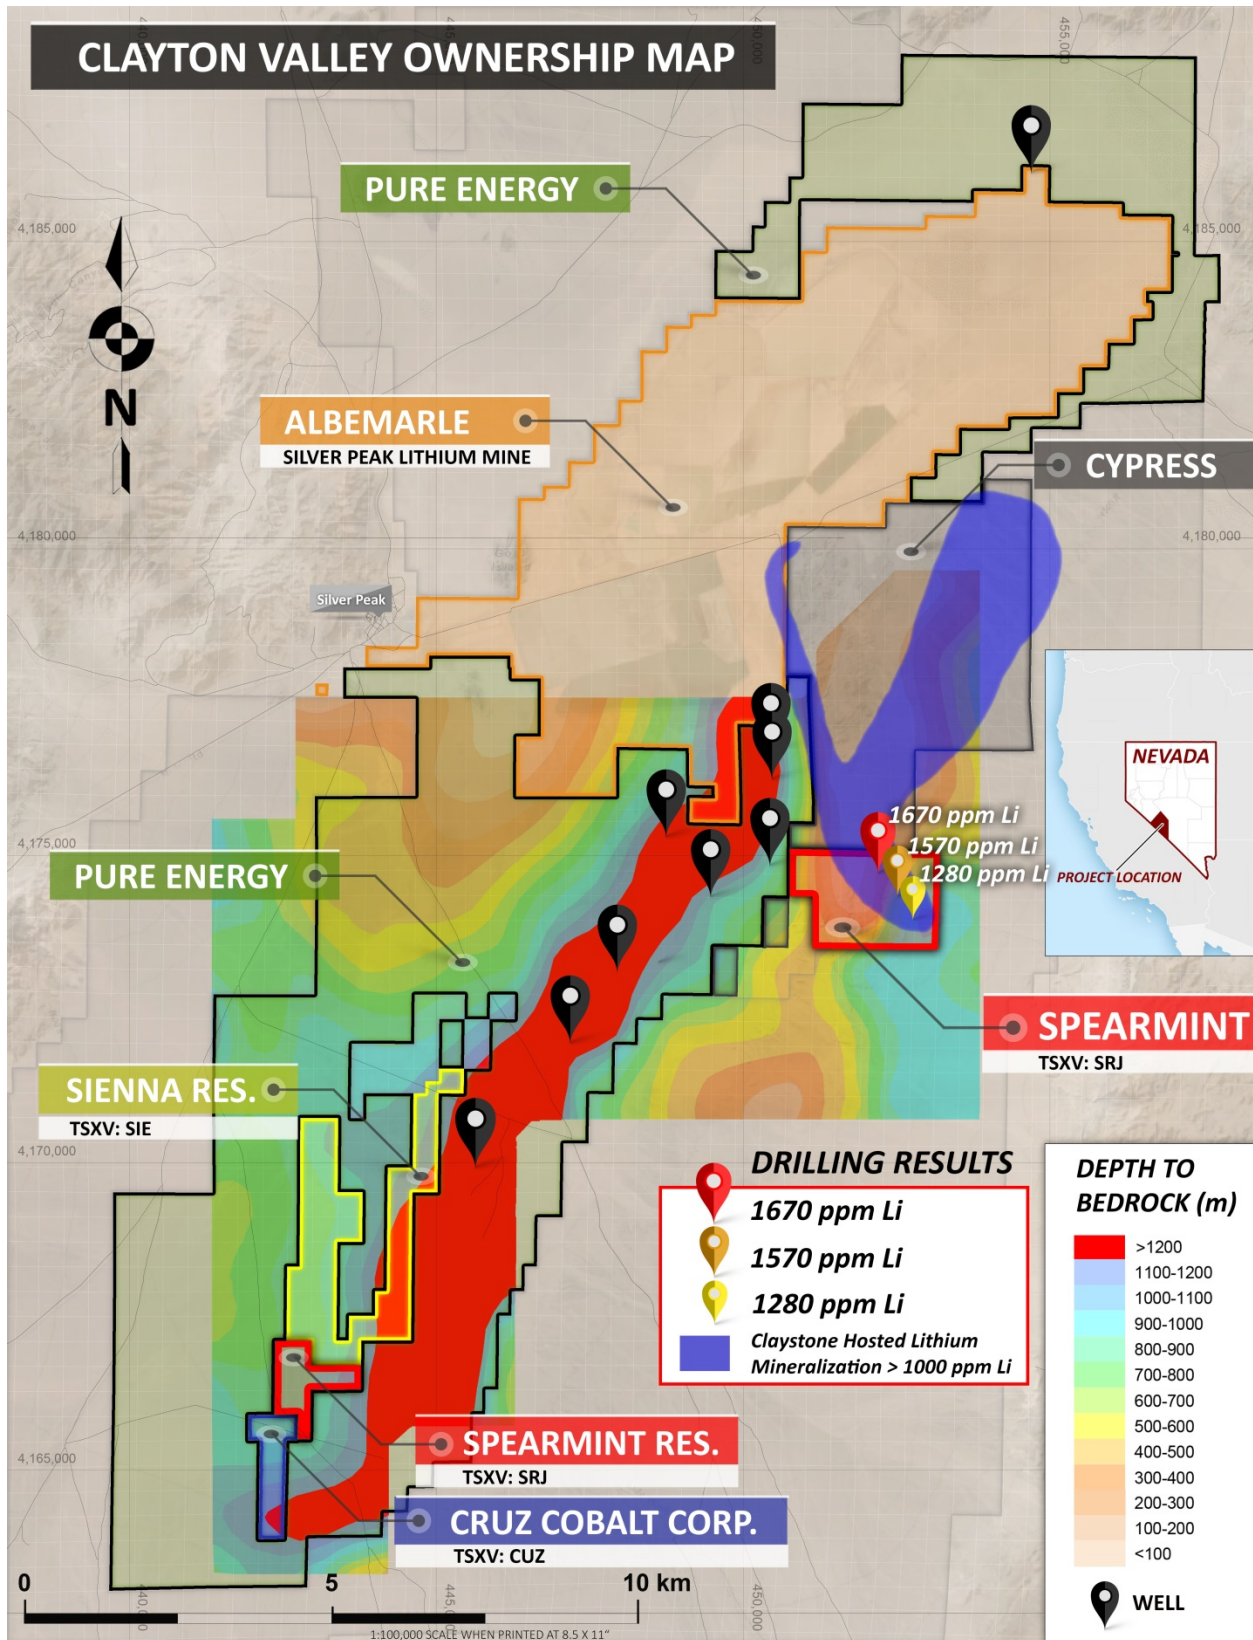 CLAYTON VALLEY OWNERSHIP MAP
450,000
455,000
PURE ENERGY
4,185,000
4,185,000
N
ALBEMARLE
SILVER PEAK LITHIUM MINE
CYPRESS
4,180,000
4,180,000
Silver Peak
NEVADA
PROJECT LOCATION
1670 ppm Li
1570 ppm Li
1280 ppm Li
4,175,000
PURE ENERGY
SPEARMINT
TSXV: SRJ
SIENNA RES.
TSXV: SIE
4,170,000
DRILLING RESULTS
1670 ppm Li
1570 ppm Li
1280 ppm Li
Claystone Hosted Lithium
Mineralization > 1000 ppm Li
DEPTH TO
BEDROCK (m)
>1200
1100-1200
1000-1100
900-1000
800-900
700-800
600-700
500-600
400-500
300-400
200-300
100-200
<100
WELL
4,165,000
SPEARMINT RES.
TSXV: SRJ
CRUZ COBALT CORP.
TSXV: CUZ
0 5 10 km
450,000
1:100,000 SCALE WHEN PRINTED AT 8.5 X 11"